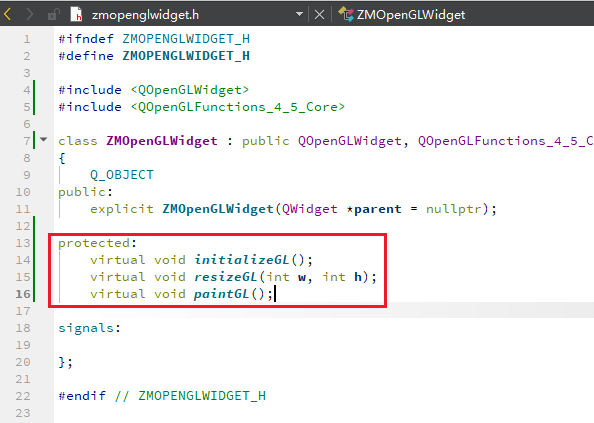 zmopenglwidget.h ZMOpenGLWidget
1 #ifndef ZMOPENGLWIDGET_H
2 #define ZMOPENGLWIDGET_H
3
4 #include <QOpenGLWidget>
5 #include <QOpenGLFunctions_4_5_Core>
6
7 class ZMOpenGLWidget : public QOpenGLWidget, QOpenGLFunctions_4_5_C
8 {
9 Q_OBJECT
10 public:
11 explicit ZMOpenGLWidget(QWidget *parent = nullptr);
12
13 protected:
14 virtual void initializeGL();
15 virtual void resizeGL(int w, int h);
16 virtual void paintGL();
17
18 signals:
19
20 };
21
22 #endif // ZMOPENGLWIDGET_H
23